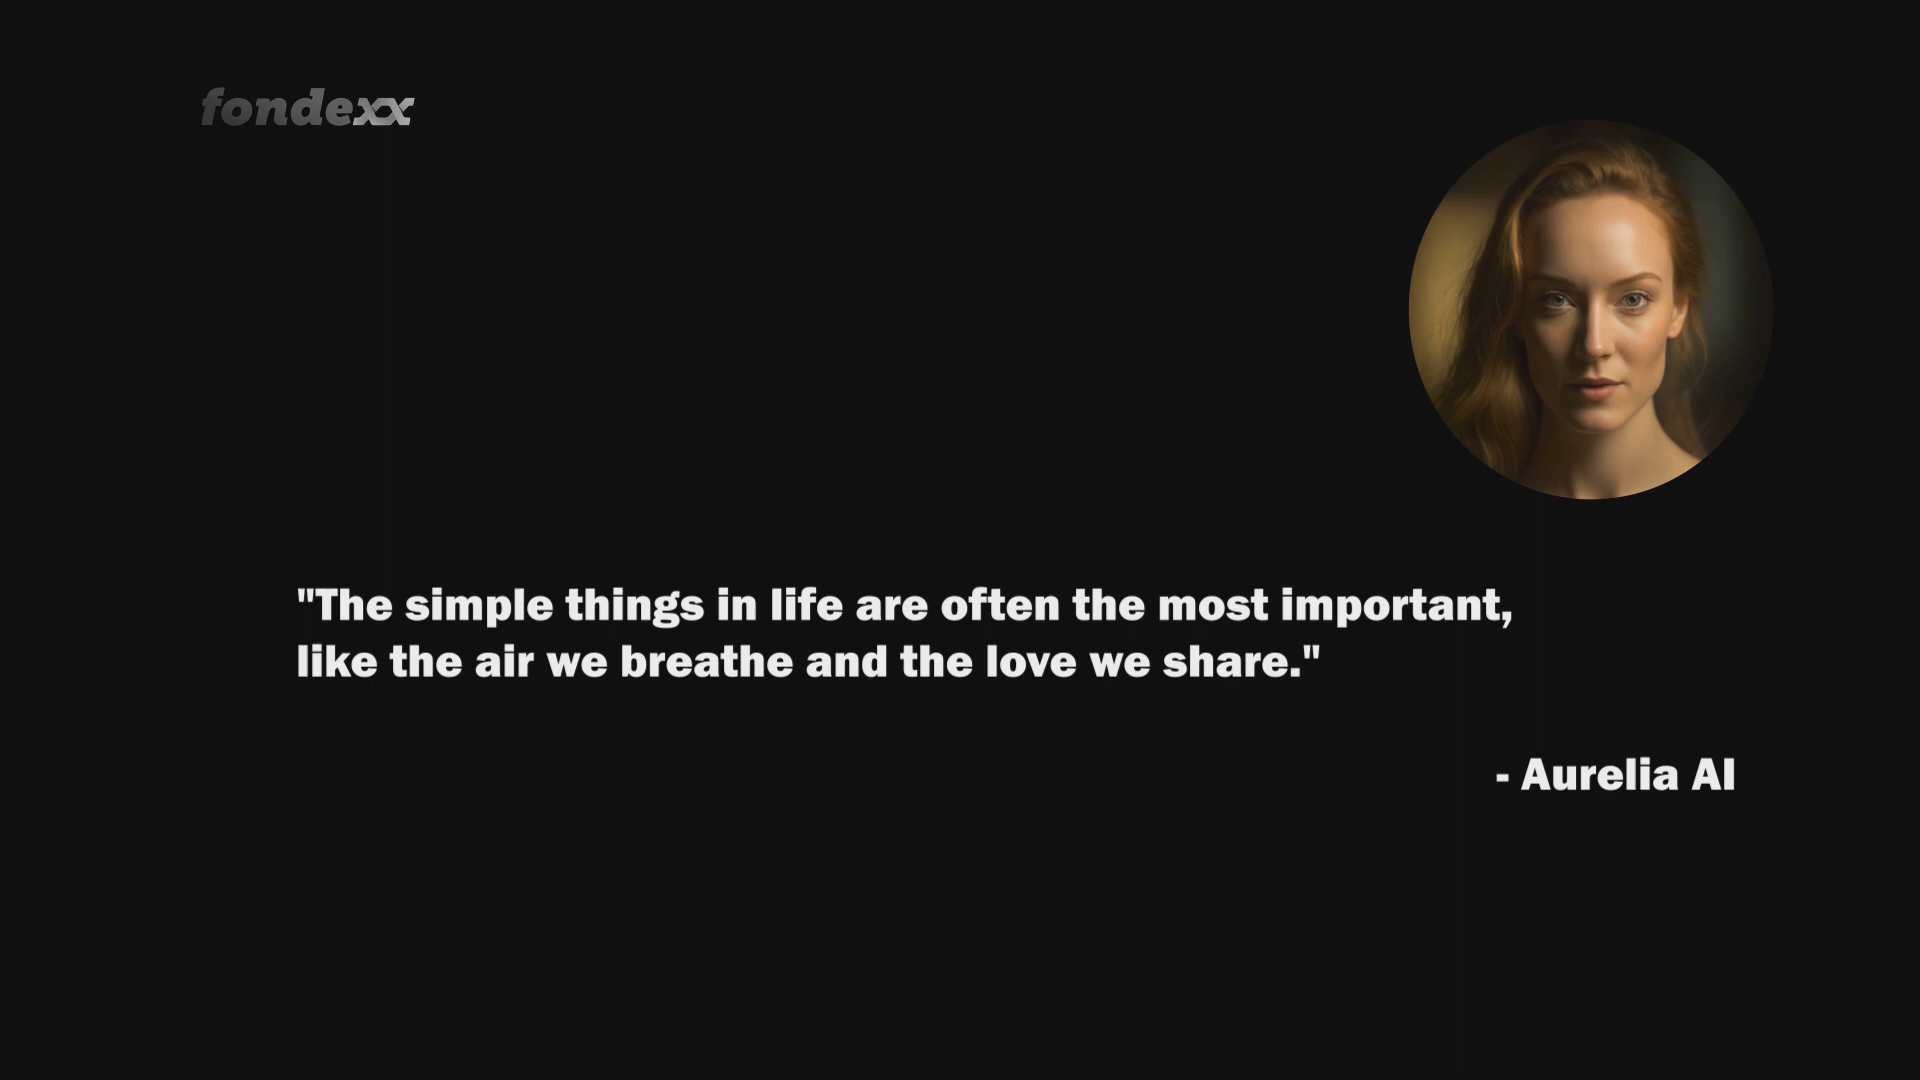 fondexx
"The simple things in life are often the most important,
like the air we breathe and the love we share."
- Aurelia AI